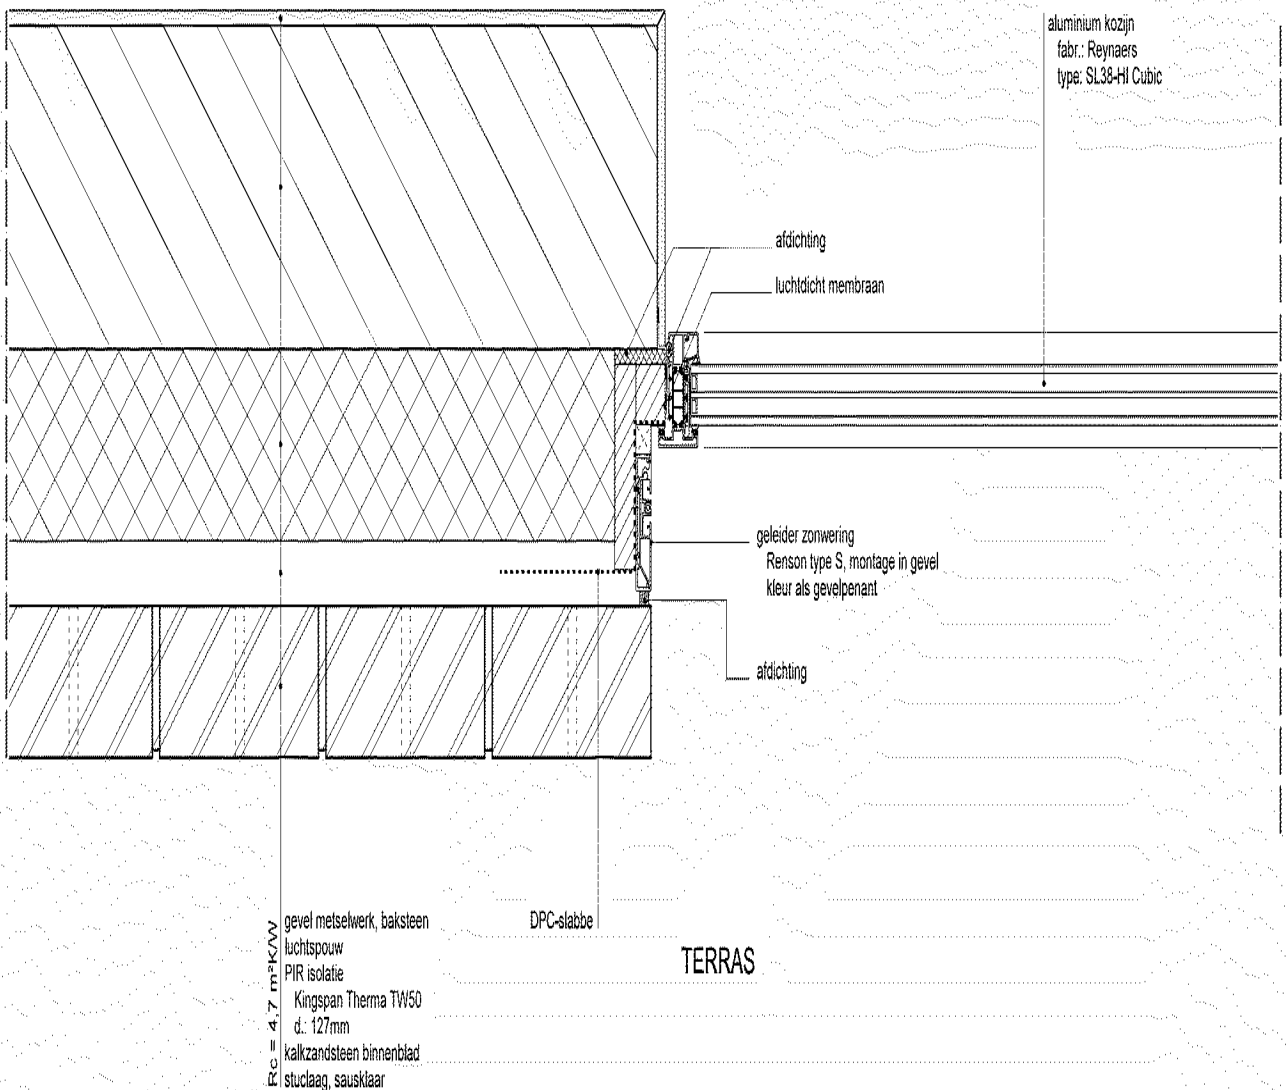 aluminium kozijn
fabr.: Reynaers
type: SL38-HI Cubic
afdichting
luchtdicht membraan
geleider zonwering
Renson type S, montage in gevel
kleur als gevelpenant
afdichting
Rc = 4,7 m²K/W
gevel metselwerk, baksteen
luchtspouw
PIR isolatie
Kingspan Therma TW50
d.: 127mm
kalkzandsteen binnenblad
stuclaag, sausklaar
DPC-slabbe
TERRAS